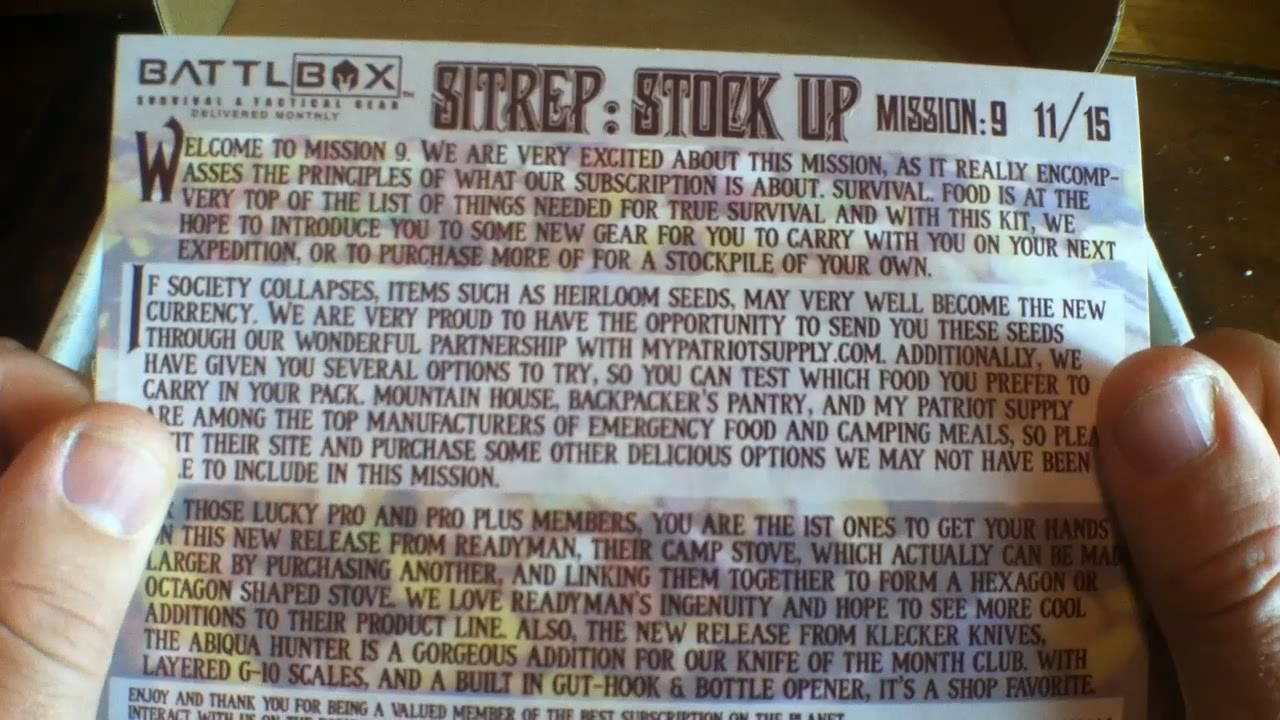 BATTLBOX™
SURVIVAL & TACTICAL GEAR
DELIVERED MONTHLY
SITREP: STOCK UP
MISSION: 9 11/15
WELCOME TO MISSION 9. WE ARE VERY EXCITED ABOUT THIS MISSION, AS IT REALLY ENCOMP-
ASSES THE PRINCIPLES OF WHAT OUR SUBSCRIPTION IS ABOUT. SURVIVAL. FOOD IS AT THE
VERY TOP OF THE LIST OF THINGS NEEDED FOR TRUE SURVIVAL AND WITH THIS KIT, WE
HOPE TO INTRODUCE YOU TO SOME NEW GEAR FOR YOU TO CARRY WITH YOU ON YOUR NEXT
EXPEDITION, OR TO PURCHASE MORE OF FOR A STOCKPILE OF YOUR OWN.
IF SOCIETY COLLAPSES, ITEMS SUCH AS HEIRLOOM SEEDS, MAY VERY WELL BECOME THE NEW
CURRENCY. WE ARE VERY PROUD TO HAVE THE OPPORTUNITY TO SEND YOU THESE SEEDS
THROUGH OUR WONDERFUL PARTNERSHIP WITH MYPATRIOTSUPPLY.COM. ADDITIONALLY, WE
HAVE GIVEN YOU SEVERAL OPTIONS TO TRY, SO YOU CAN TEST WHICH FOOD YOU PREFER TO
CARRY IN YOUR PACK. MOUNTAIN HOUSE, BACKPACKER'S PANTRY, AND MY PATRIOT SUPPLY
ARE AMONG THE TOP MANUFACTURERS OF EMERGENCY FOOD AND CAMPING MEALS, SO
THEIR SITE AND PURCHASE SOME OTHER DELICIOUS OPTIONS WE MAY NOT HAVE BEEN
TO INCLUDE IN THIS MISSION.
THOSE LUCKY PRO AND PRO PLUS MEMBERS, YOU ARE THE 1ST ONES TO GET YOUR HANDS
THIS NEW RELEASE FROM READYMAN, THEIR CAMP STOVE, WHICH ACTUALLY CAN BE
LARGER BY PURCHASING ANOTHER, AND LINKING THEM TOGETHER TO FORM A HEXAGON OR
OCTAGON SHAPED STOVE. WE LOVE READYMAN'S INGENUITY AND HOPE TO SEE MORE COOL
ADDITIONS TO THEIR PRODUCT LINE. ALSO, THE NEW RELEASE FROM KLECKER KNIVES,
THE ABIQUA HUNTER IS A GORGEOUS ADDITION FOR OUR KNIFE OF THE MONTH CLUB. WITH
LAYERED G-10 SCALES, AND A BUILT IN GUT-HOOK & BOTTLE OPENER, IT'S A SHOP FAVORITE.
ENJOY AND THANK YOU FOR BEING A VALUED MEMBER OF THE BEST SUBSCRIPTION ON THE PLANET
INTERACT WITH US ON THE